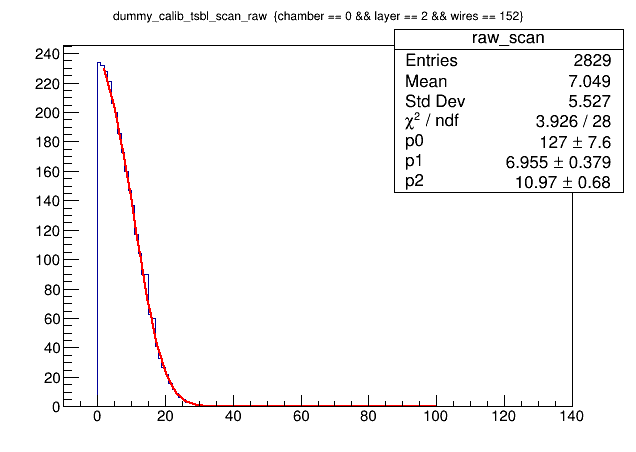 dummy_calib_tsbl_scan_raw {chamber == 0 && layer == 2 && wires == 152}
raw_scan
Entries 2829
Mean 7.049
Std Dev 5.527
χ² / ndf 3.926 / 28
p0 127 ± 7.6
p1 6.955 ± 0.379
p2 10.97 ± 0.68
240
220
200
180
160
140
120
100
80
60
40
20
0
0 20 40 60 80 100 120 140